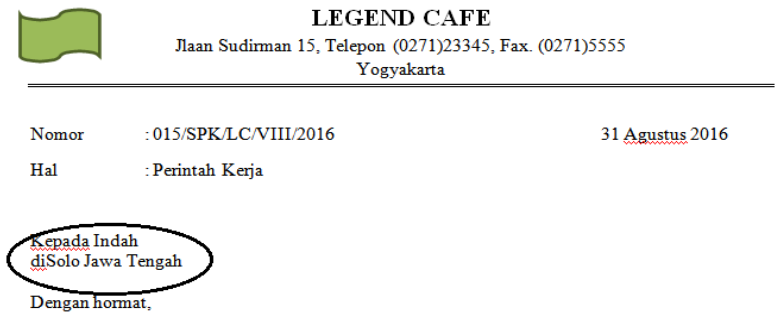 LEGEND CAFE
Jlaan Sudirman 15, Telepon (0271)23345, Fax. (0271)5555
Yogyakarta
Nomor : 015/SPK/LC/VIII/2016 31 Agustus 2016
Hal : Perintah Kerja
Kepada Indah
diSolo Jawa Tengah
Dengan hormat,